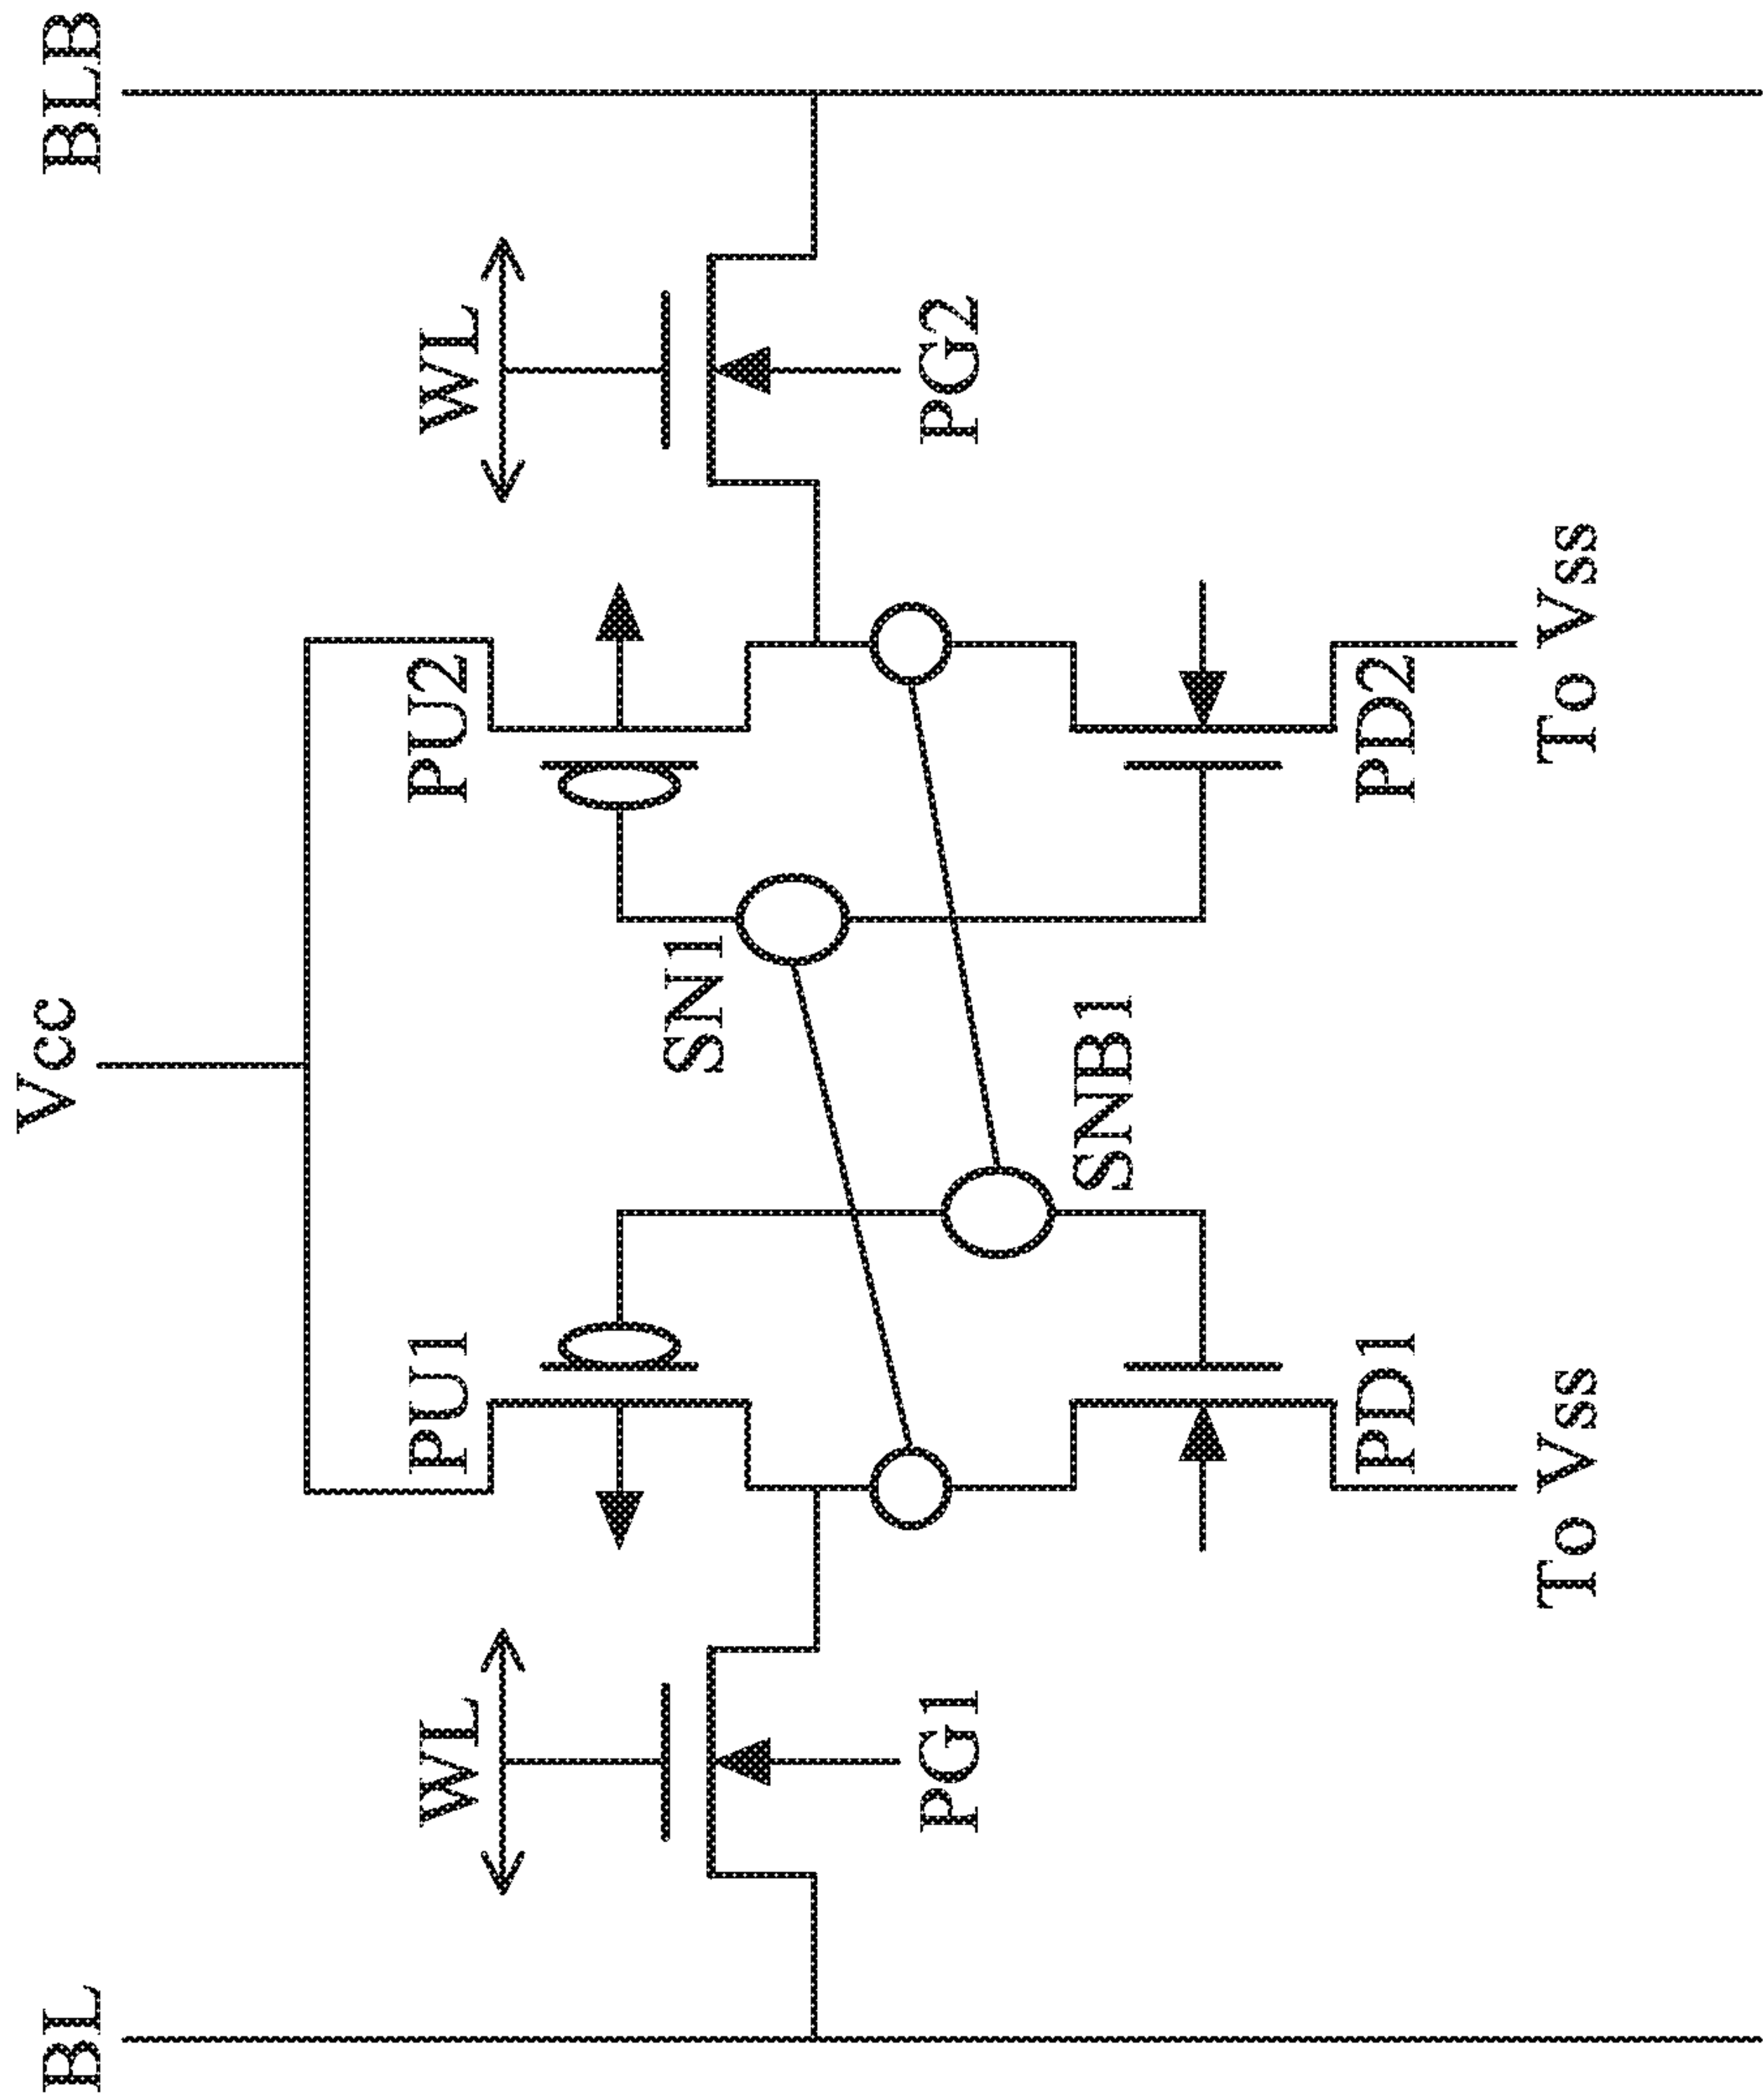 BL
Vcc
BLB
WL
PU1
PU2
WL
SN1
PG1
PG2
SNB1
PD1
PD2
To Vss
To Vss